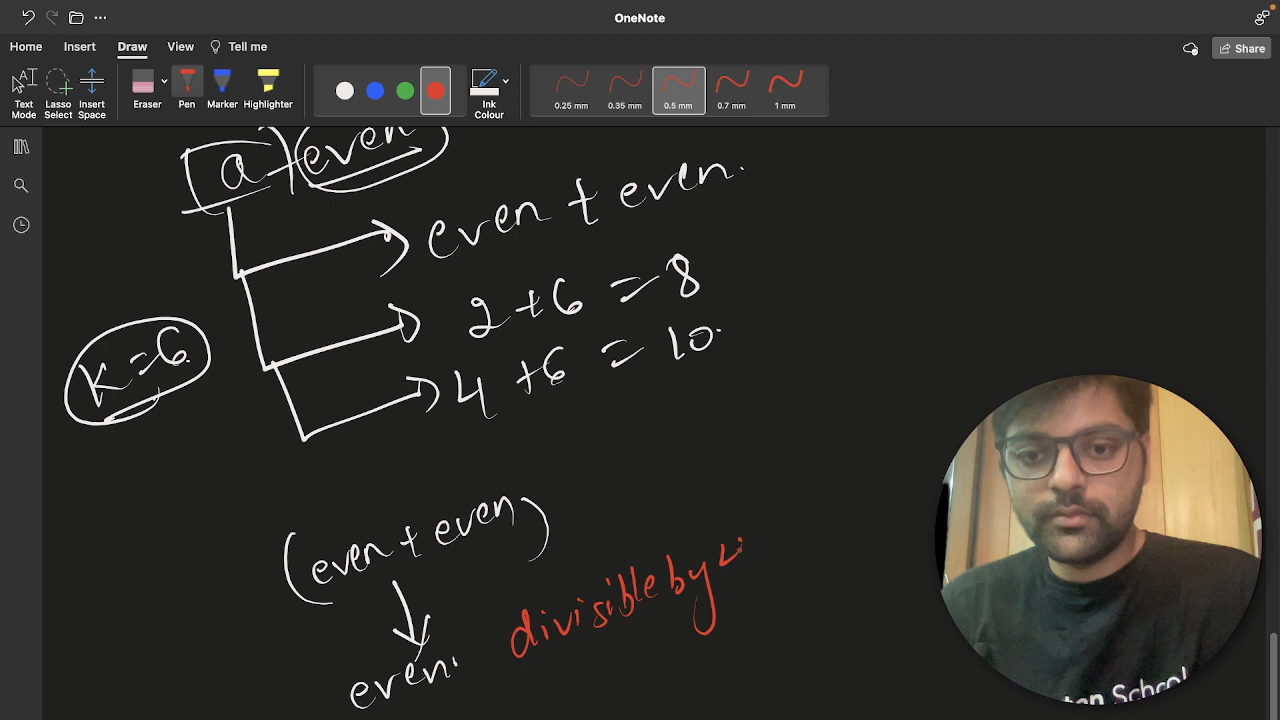 OneNote
Home Insert Draw View Tell me
Share
Text Mode
Lasso Select
Insert Space
Eraser
Pen
Marker
Highlighter
Ink Colour
0.25 mm
0.35 mm
0.5 mm
0.7 mm
1 mm
a + even
even + even.
2 + 6 = 8
K = 6
4 + 6 = 10
(even + even)
divisible by
even.